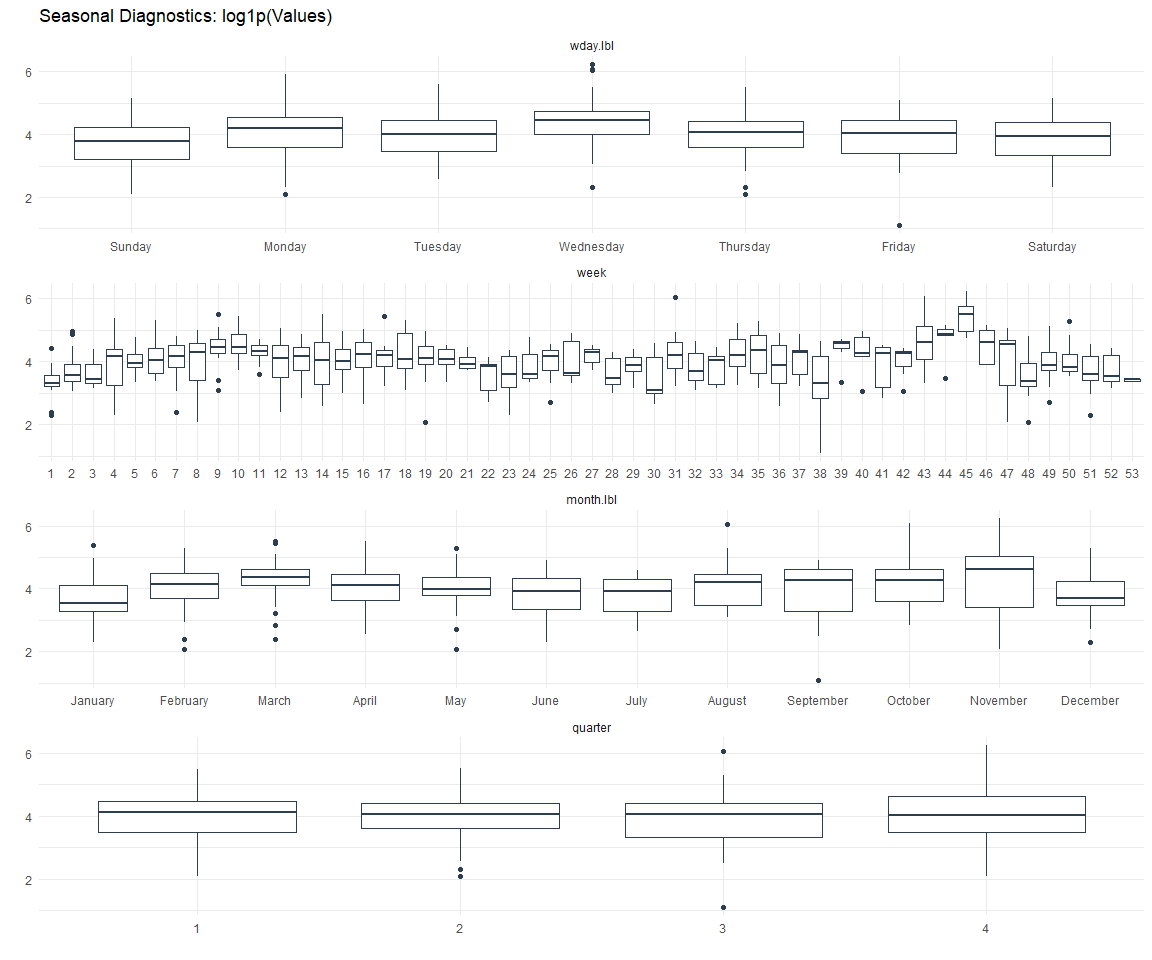 Seasonal Diagnostics: log1p(Values)
wday.lbl
6
4
2
Sunday Monday Tuesday Wednesday Thursday Friday Saturday
week
6
4
2
1 2 3 4 5 6 7 8 9 10 11 12 13 14 15 16 17 18 19 20 21 22 23 24 25 26 27 28 29 30 31 32 33 34 35 36 37 38 39 40 41 42 43 44 45 46 47 48 49 50 51 52 53
month.lbl
6
4
2
January February March April May June July August September October November December
quarter
6
4
2
1 2 3 4